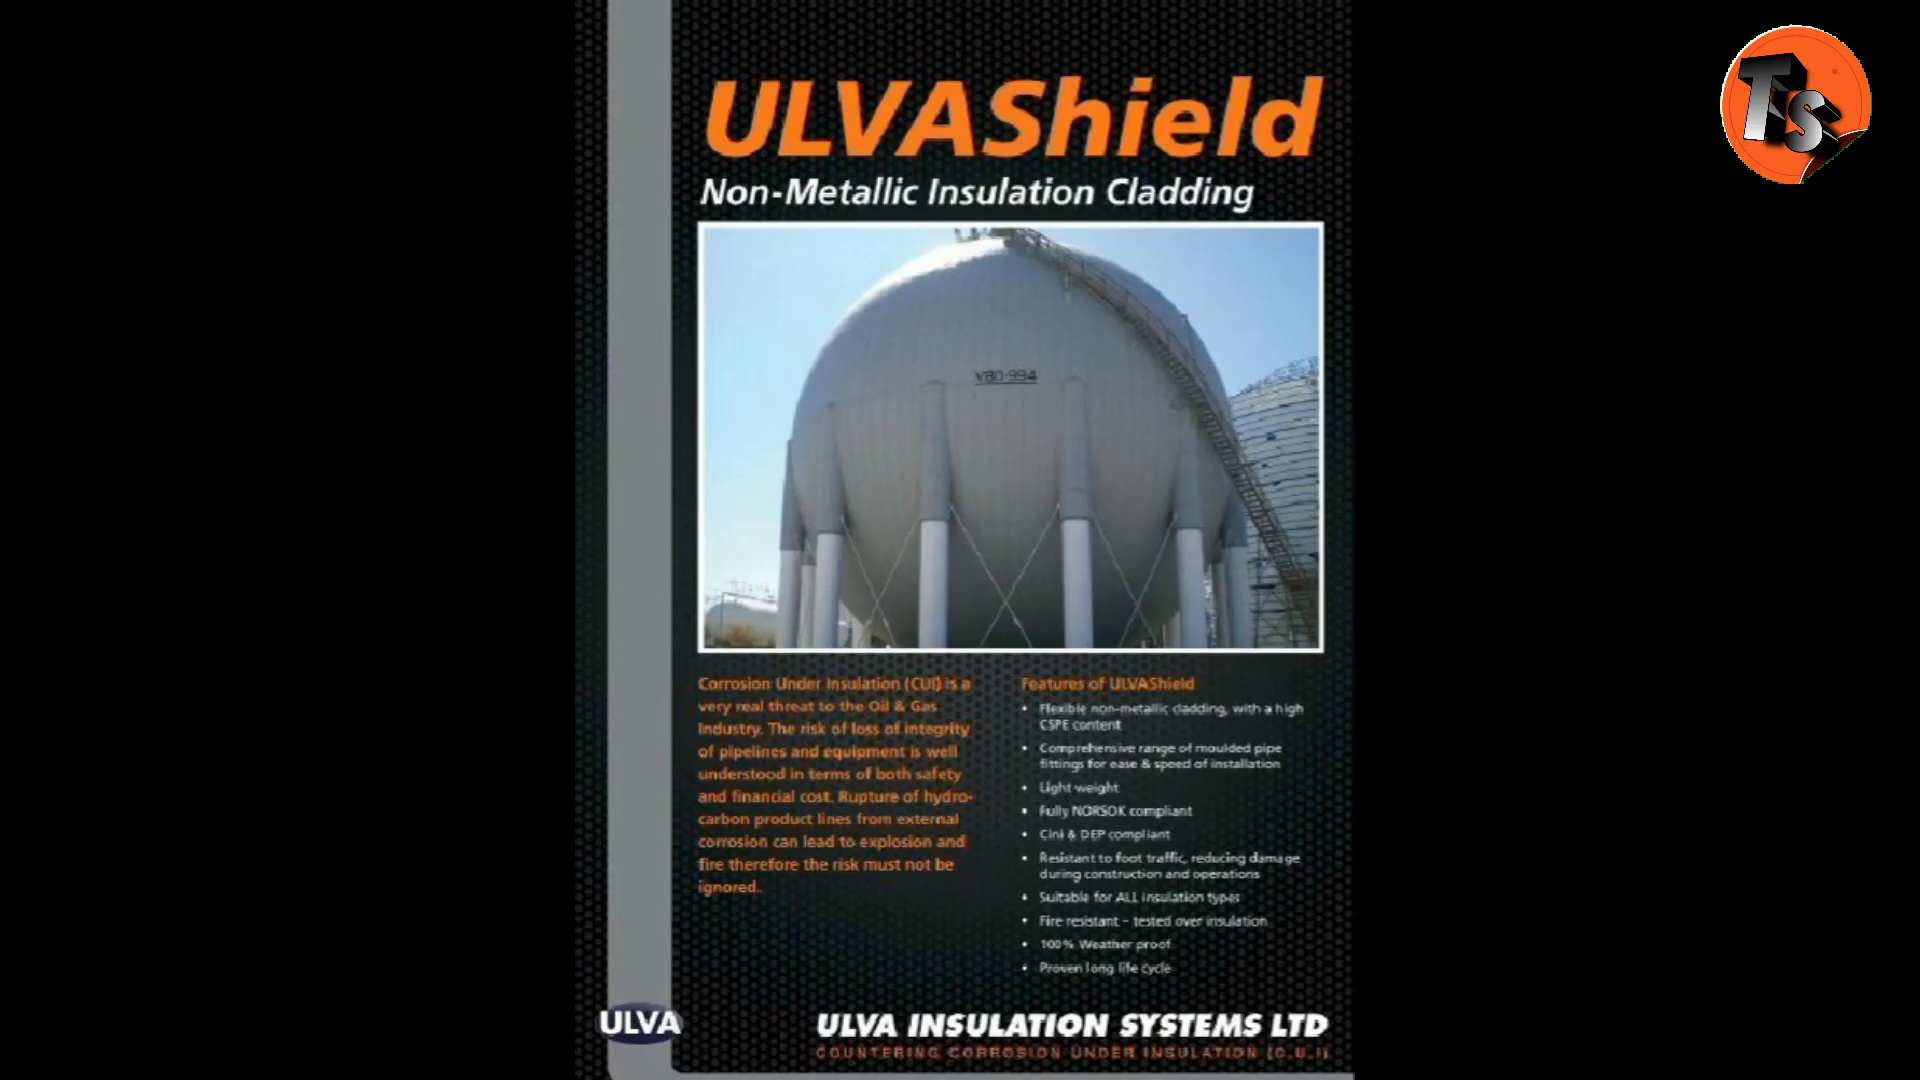 ULVAShield
Non-Metallic Insulation Cladding
V80-994
Corrosion Under Insulation (CUI) is a
very real threat to the Oil & Gas
Industry. The risk of loss of integrity
of pipelines and equipment is well
understood in terms of both safety
and financial cost. Rupture of hydro-
carbon product lines from external
corrosion can lead to explosion and
fire therefore the risk must not be
ignored.
Features of ULVAShield
• Flexible non-metallic cladding, with a high
CSPE content
• Comprehensive range of moulded pipe
fittings for ease & speed of installation
• Light weight
• Fully NORSOK compliant
• Cini & DEP compliant
• Resistant to foot traffic, reducing damage
during construction and operations
• Suitable for ALL insulation types
• Fire resistant – tested over insulation
• 100% Weather proof
• Proven long life cycle
ULVA
ULVA INSULATION SYSTEMS LTD
COUNTERING CORROSION UNDER INSULATION (C.U.I)
TS